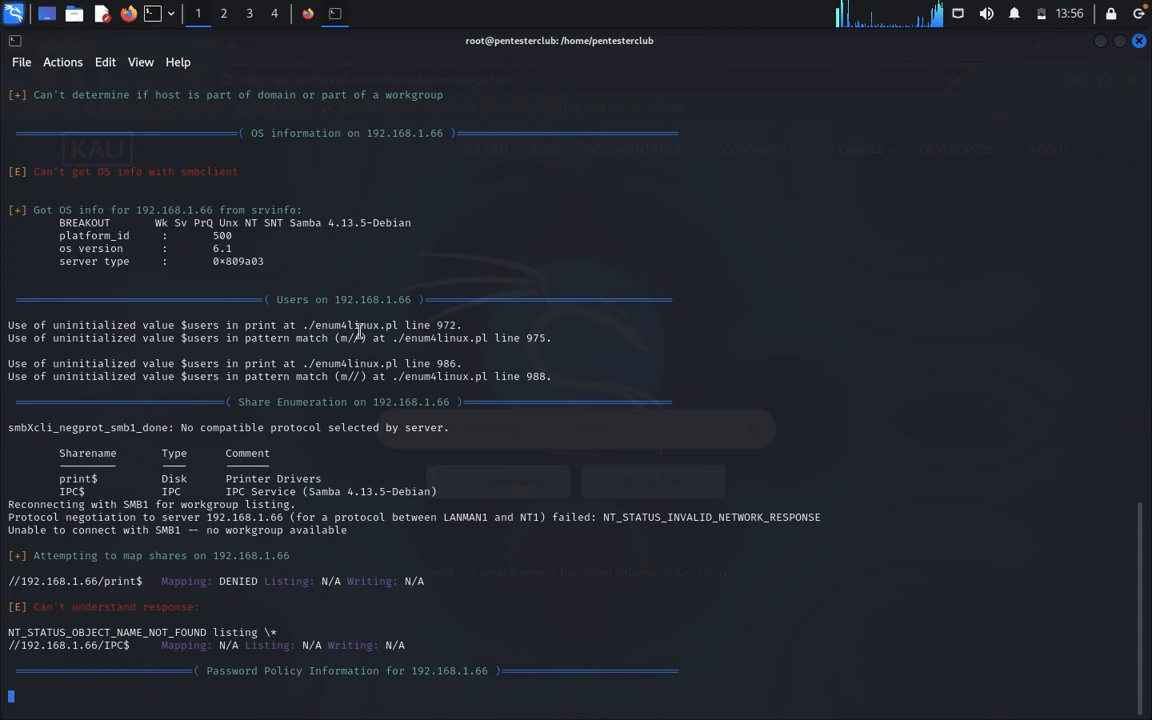 1 2 3 4 13:56
root@pentesterclub: /home/pentesterclub
File Actions Edit View Help
[+] Can't determine if host is part of domain or part of a workgroup
( OS information on 192.168.1.66 )
KALI
[E] Can't get OS info with smbclient
[+] Got OS info for 192.168.1.66 from srvinfo:
BREAKOUT Wk Sv PrQ Unx NT SNT Samba 4.13.5-Debian
platform_id : 500
os version : 6.1
server type : 0x809a03
( Users on 192.168.1.66 )
Use of uninitialized value $users in print at ./enum4linux.pl line 972.
Use of uninitialized value $users in pattern match (m//) at ./enum4linux.pl line 975.
Use of uninitialized value $users in print at ./enum4linux.pl line 986.
Use of uninitialized value $users in pattern match (m//) at ./enum4linux.pl line 988.
( Share Enumeration on 192.168.1.66 )
smbXcli_negprot_smb1_done: No compatible protocol selected by server.
Sharename Type Comment
print$ Disk Printer Drivers
IPC$ IPC IPC Service (Samba 4.13.5-Debian)
Reconnecting with SMB1 for workgroup listing.
Protocol negotiation to server 192.168.1.66 (for a protocol between LANMAN1 and NT1) failed: NT_STATUS_INVALID_NETWORK_RESPONSE
Unable to connect with SMB1 -- no workgroup available
[+] Attempting to map shares on 192.168.1.66
//192.168.1.66/print$ Mapping: DENIED Listing: N/A Writing: N/A
[E] Can't understand response:
NT_STATUS_OBJECT_NAME_NOT_FOUND listing \*
//192.168.1.66/IPC$ Mapping: N/A Listing: N/A Writing: N/A
( Password Policy Information for 192.168.1.66 )